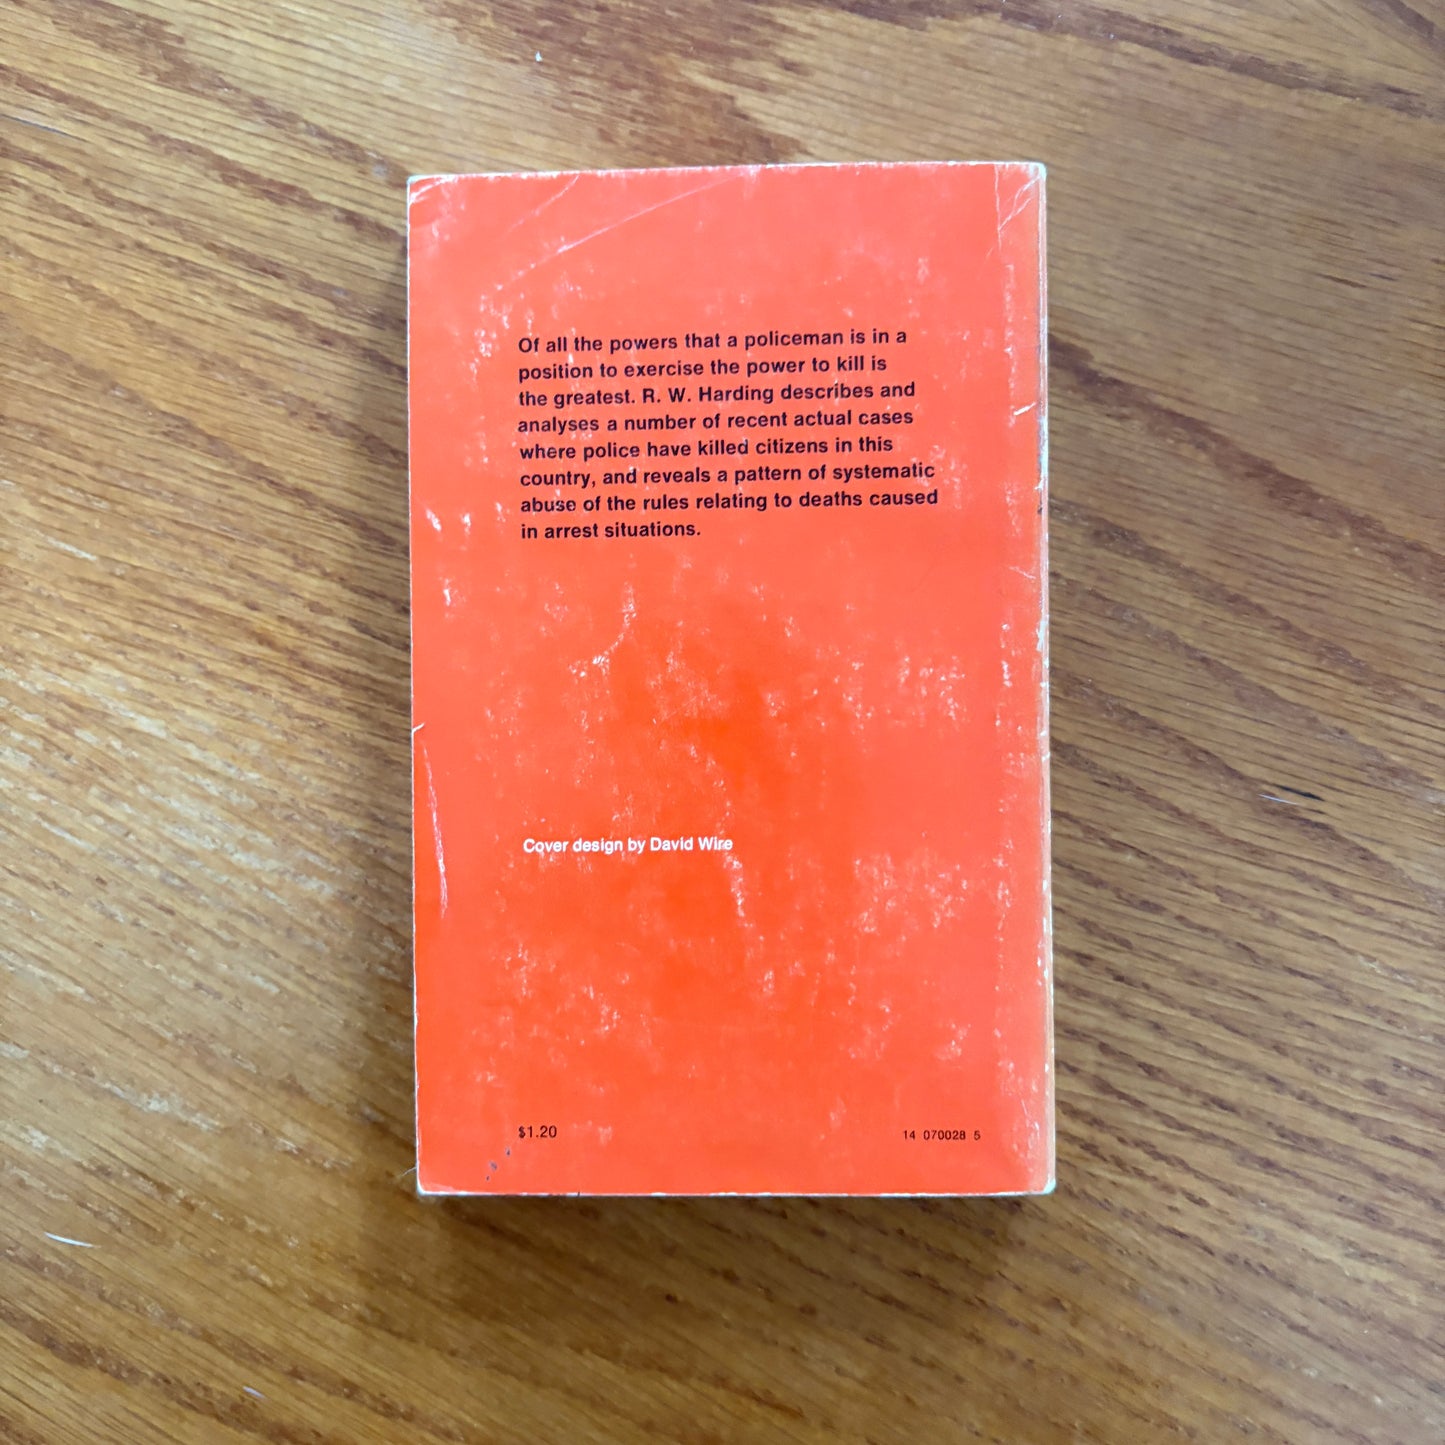 Of all the powers that a policeman is in a
position to exercise the power to kill is
the greatest. R. W. Harding describes and
analyses a number of recent actual cases
where police have killed citizens in this
country, and reveals a pattern of systematic
abuse of the rules relating to deaths caused
in arrest situations.
Cover design by David Wire
$1.20
14 070028 5